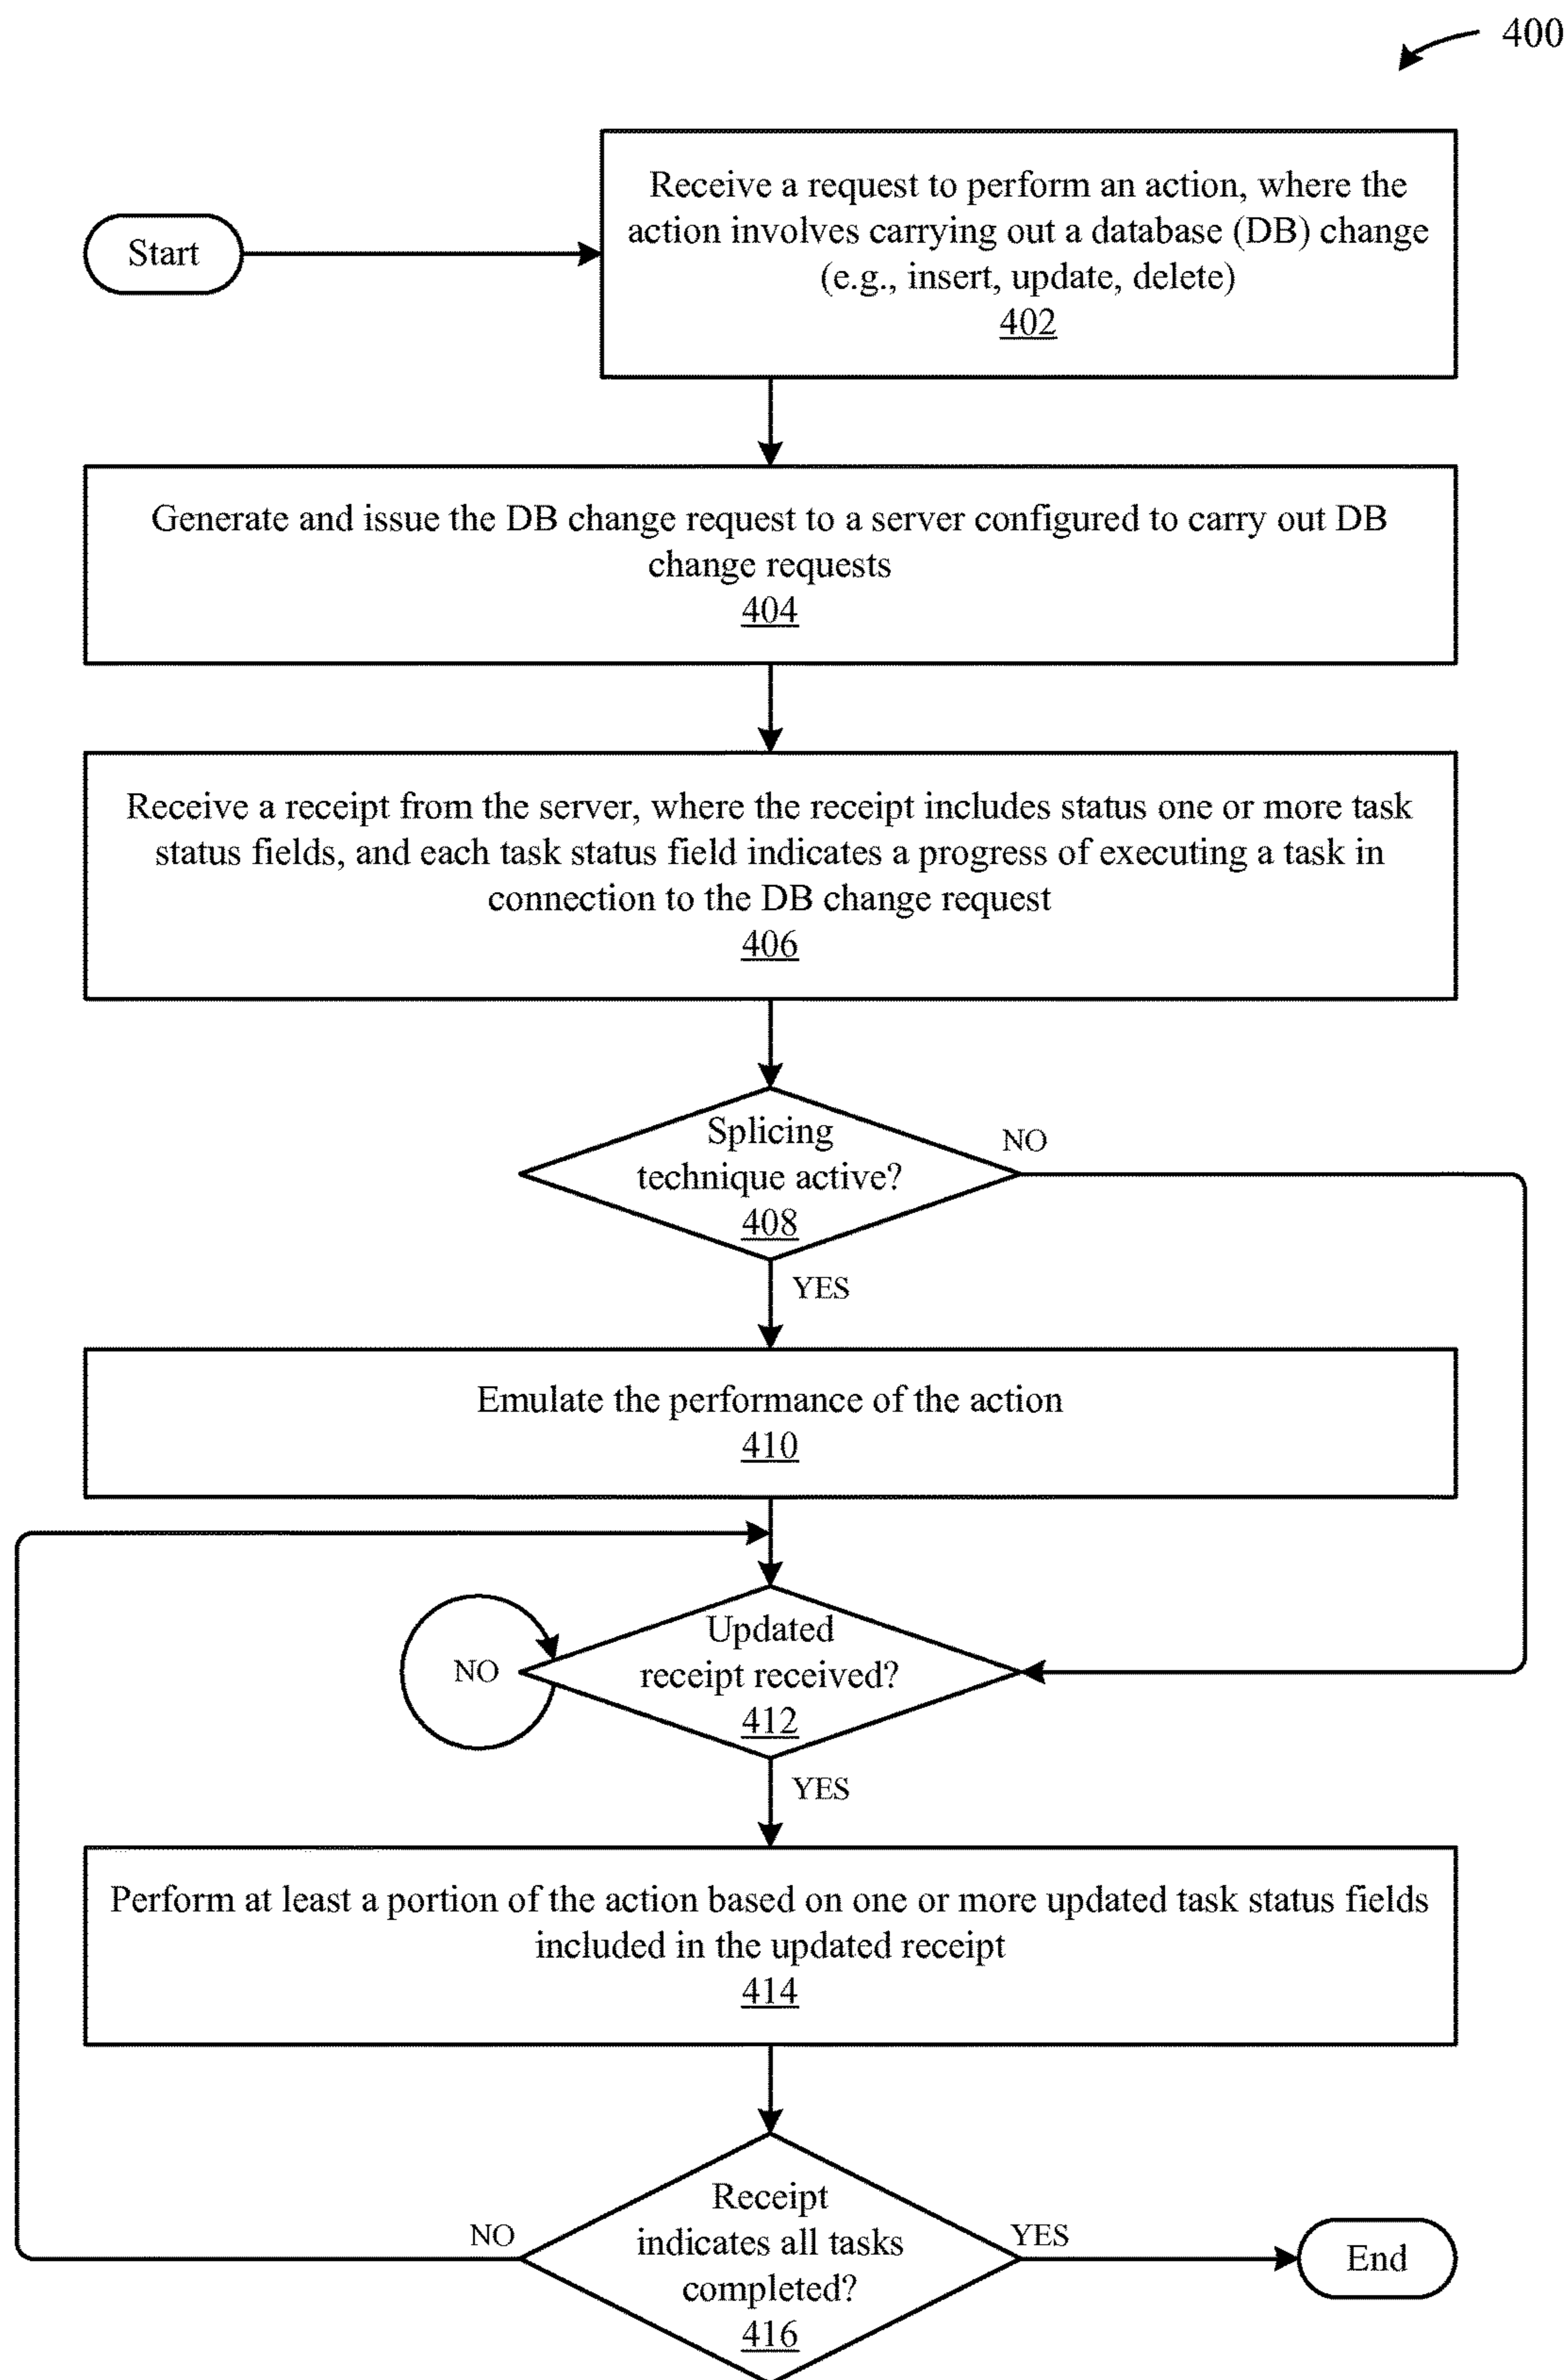 400
Start
Receive a request to perform an action, where the
action involves carrying out a database (DB) change
(e.g., insert, update, delete)
402
Generate and issue the DB change request to a server configured to carry out DB
change requests
404
Receive a receipt from the server, where the receipt includes status one or more task
status fields, and each task status field indicates a progress of executing a task in
connection to the DB change request
406
Splicing
technique active?
408
NO
YES
Emulate the performance of the action
410
Updated
receipt received?
412
NO
YES
Perform at least a portion of the action based on one or more updated task status fields
included in the updated receipt
414
Receipt
indicates all tasks
completed?
416
NO
YES
End